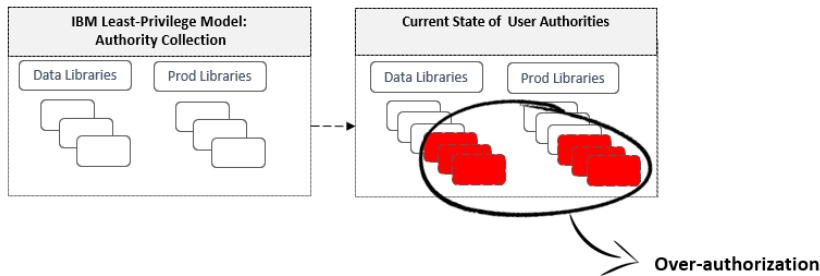 IBM Least-Privilege Model:
Authority Collection
Data Libraries
Prod Libraries
Current State of User Authorities
Data Libraries
Prod Libraries
Over-authorization